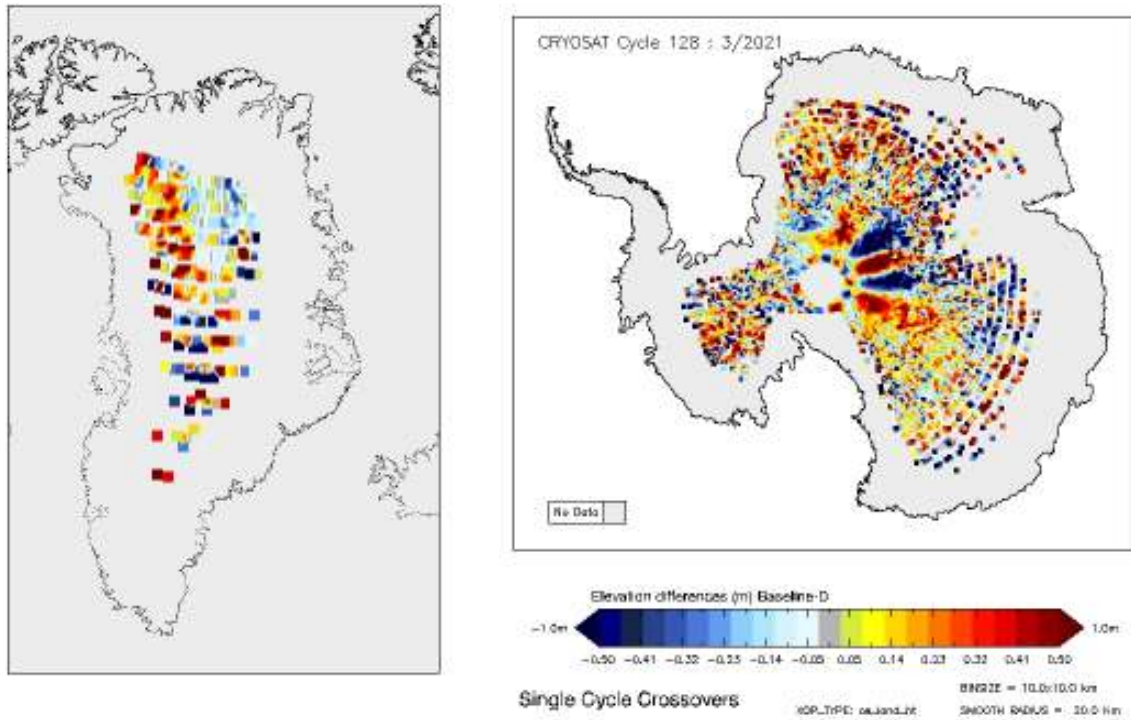 CRYOSAT Cycle 128 : 3/2021
No Data
Elevation differences (m) Baseline-D
-1.0m
1.0m
-0.50 -0.41 -0.32 -0.23 -0.14 -0.05 0.05 0.14 0.23 0.32 0.41 0.50
Single Cycle Crossovers
XOP_TYPE:
BINSIZE = 10.0x10.0 km
SMOOTH RADIUS = 20.0 Km